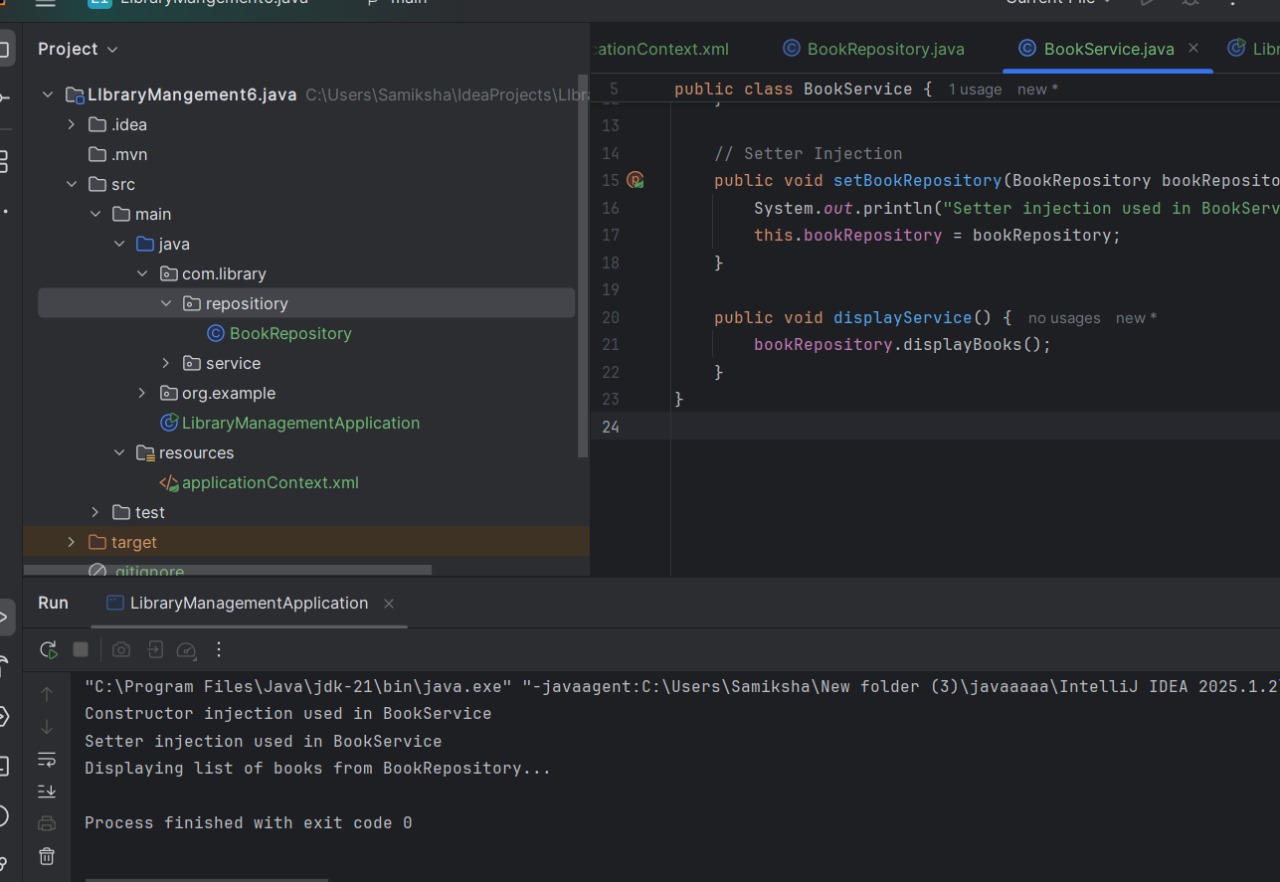 LibraryMangement6.java
main
Current File
Project
LIbraryMangement6.java C:\Users\Samiksha\IdeaProjects\LIbra
.idea
.mvn
src
main
java
com.library
repositiory
BookRepository
service
org.example
LibraryManagementApplication
resources
applicationContext.xml
test
target
.gitignore
ationContext.xml
BookRepository.java
BookService.java
Libr
5 public class BookService { 1 usage new *
12 }
13
14 // Setter Injection
15 public void setBookRepository(BookRepository bookReposito
16 System.out.println("Setter injection used in BookServ
17 this.bookRepository = bookRepository;
18 }
19
20 public void displayService() { no usages new *
21 bookRepository.displayBooks();
22 }
23 }
24
Run LibraryManagementApplication
"C:\Program Files\Java\jdk-21\bin\java.exe" "-javaagent:C:\Users\Samiksha\New folder (3)\javaaaaa\IntelliJ IDEA 2025.1.2\
Constructor injection used in BookService
Setter injection used in BookService
Displaying list of books from BookRepository...
Process finished with exit code 0